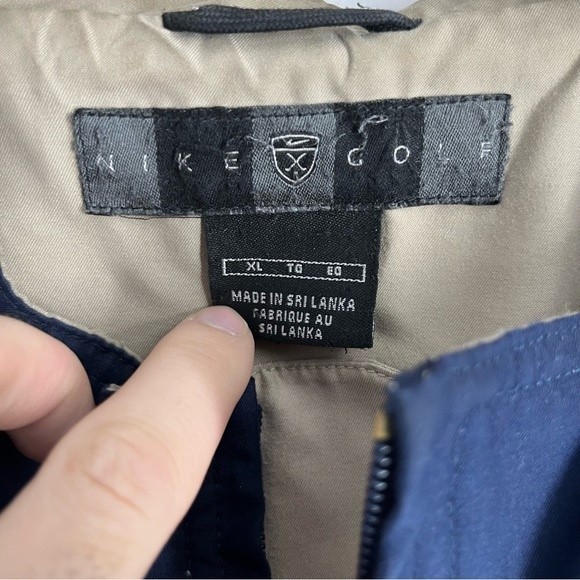 NIKE GOLF
XL TG EG
MADE IN SRI LANKA
FABRIQUE AU
SRI LANKA